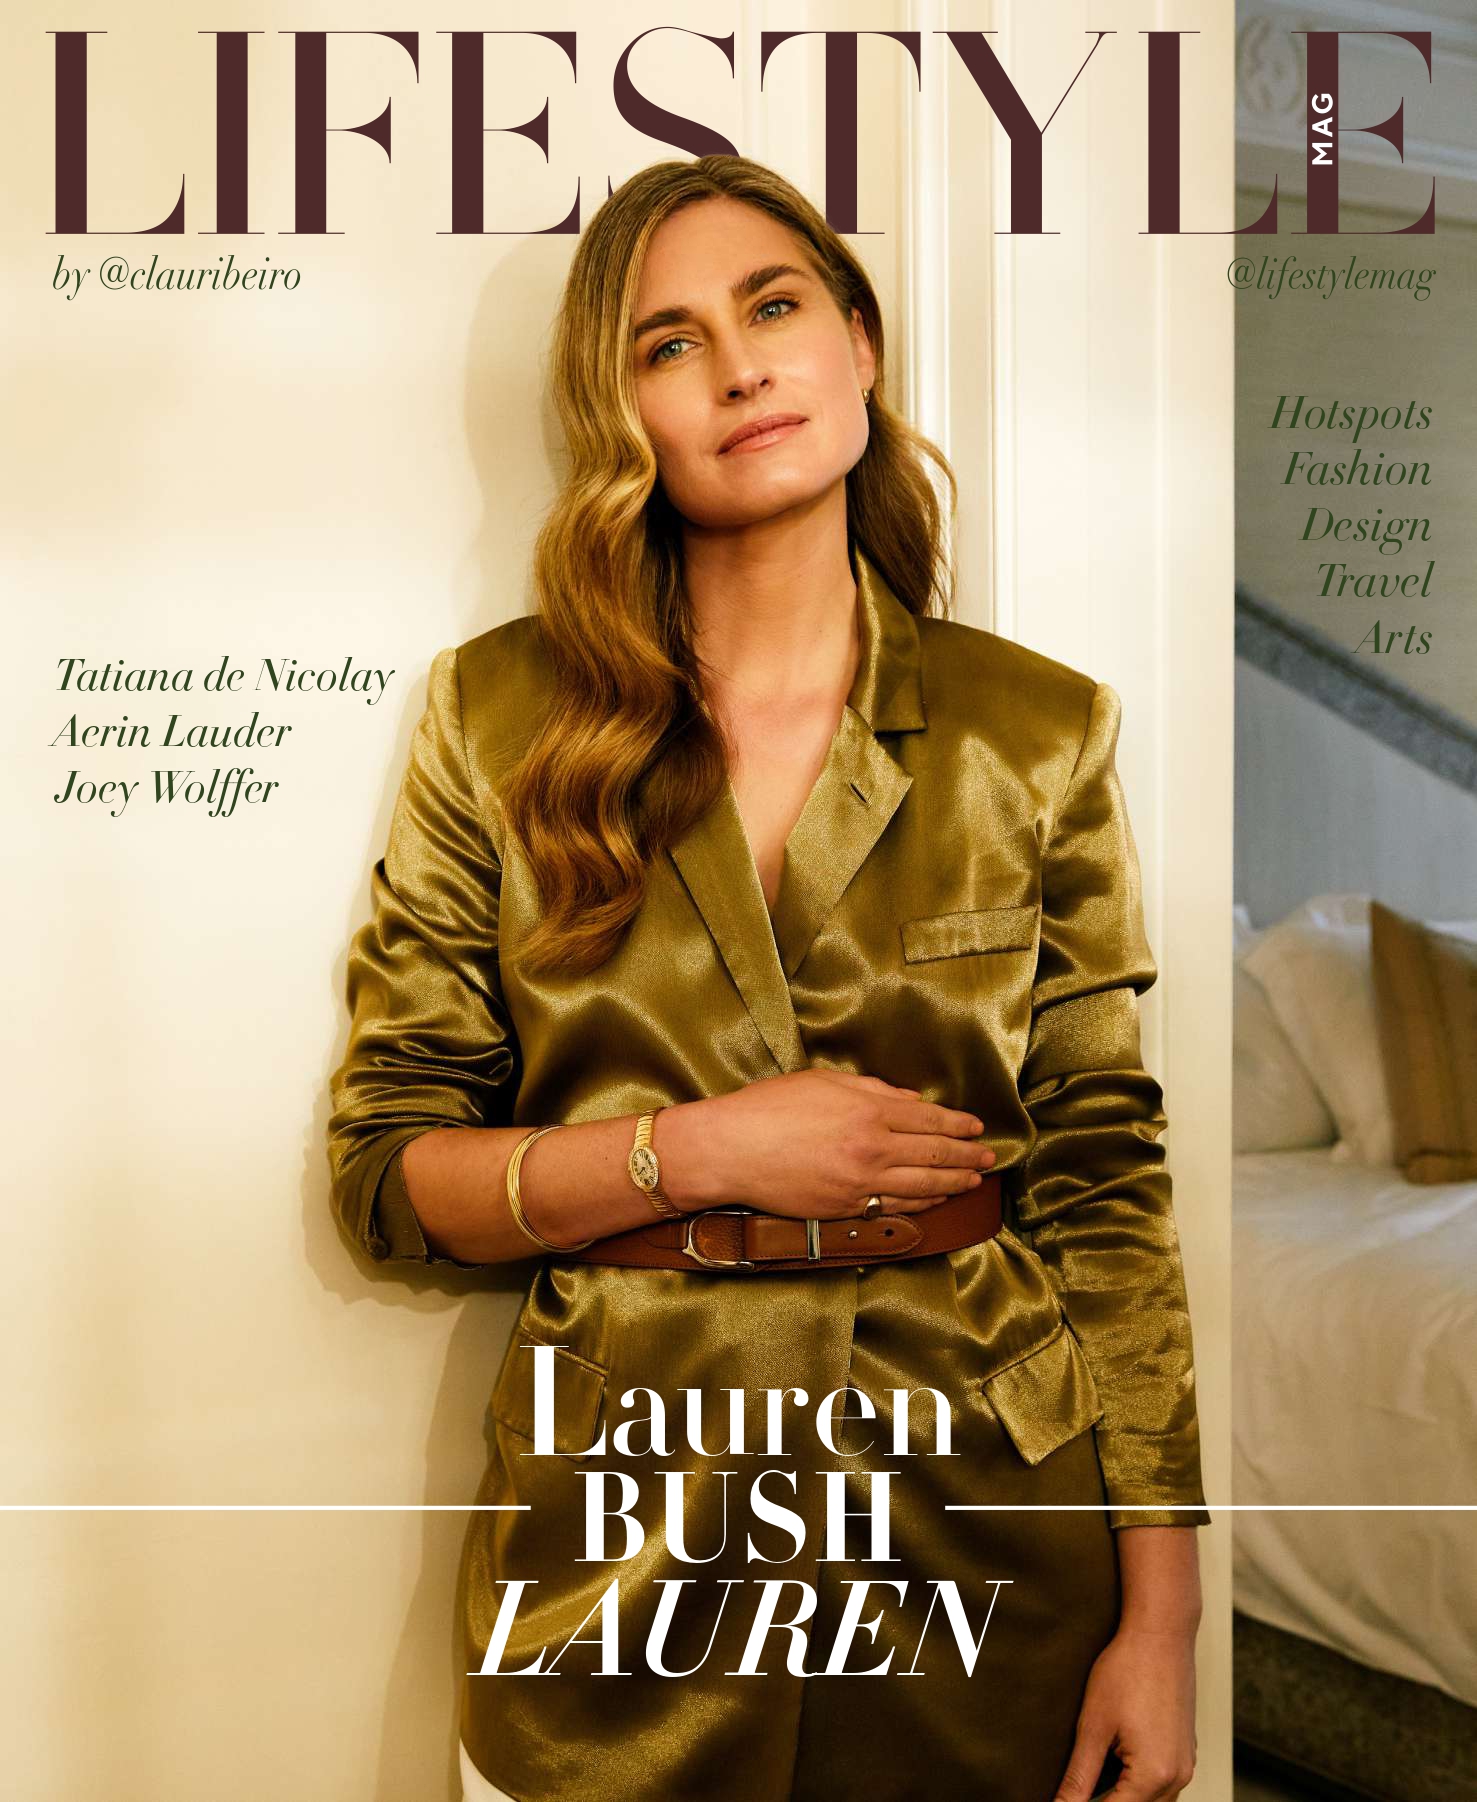 LIFESTYLE
MAG
by @clauribeiro
@lifestylemag
Hotspots
Fashion
Design
Travel
Arts
Tatiana de Nicolay
Aerin Lauder
Joey Wolffer
Lauren
BUSH
LAUREN